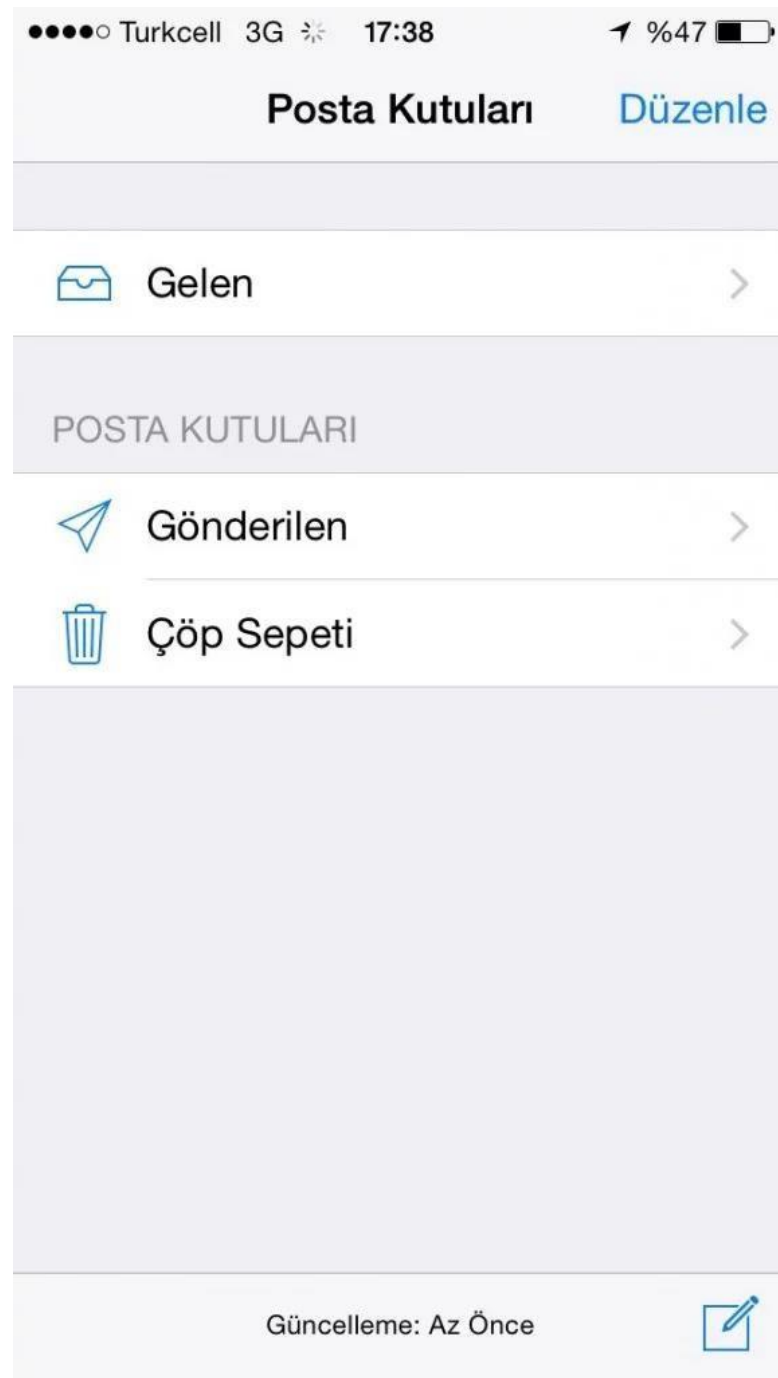 Turkcell 3G 17:38 %47
Posta Kutuları Düzenle
Gelen
POSTA KUTULARI
Gönderilen
Çöp Sepeti
Güncelleme: Az Önce